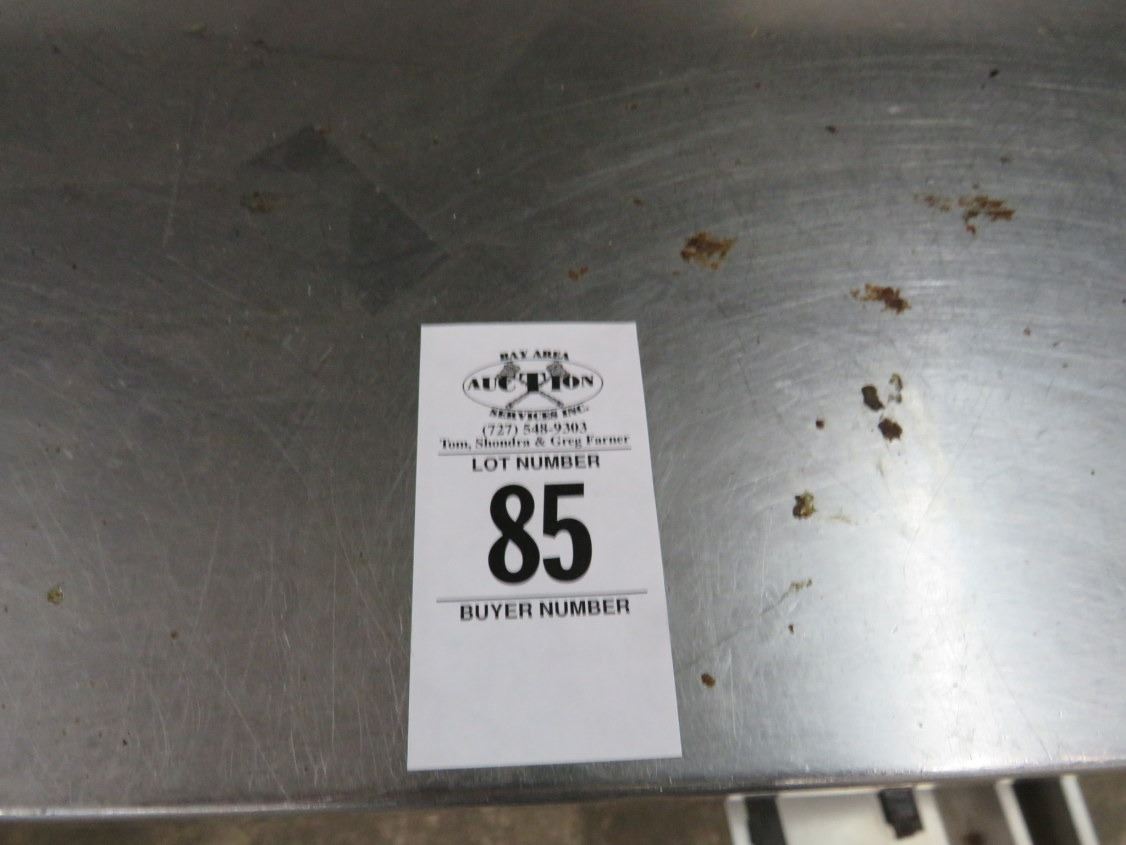 BAY AREA
AUCTION
SERVICES INC.
(727) 548-9303
Tom, Shondra & Greg Farner
LOT NUMBER
85
BUYER NUMBER